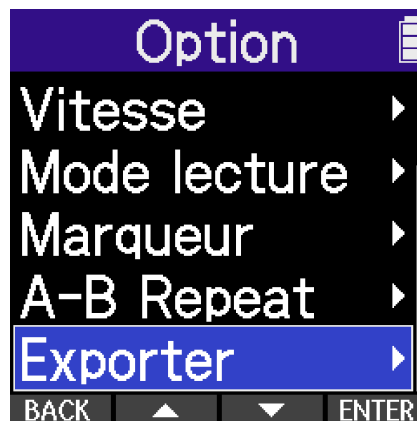 Option
Vitesse
Mode lecture
Marqueur
A-B Repeat
Exporter
BACK ENTER